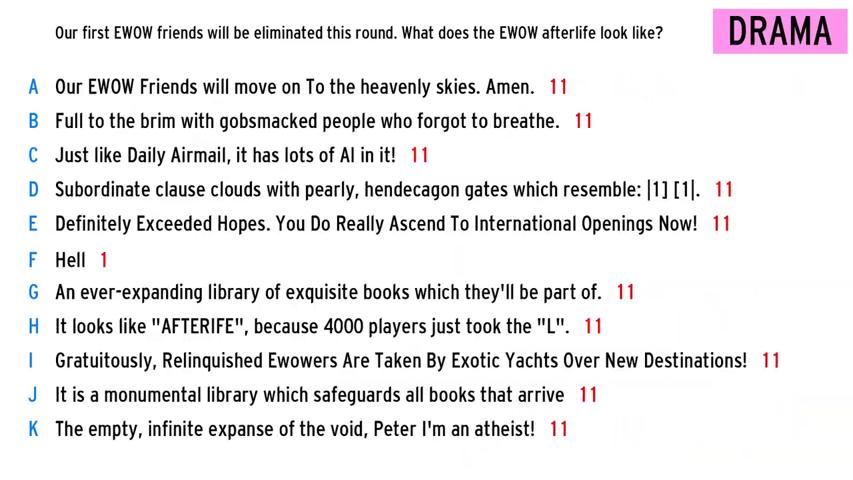 Our first EWOW friends will be eliminated this round. What does the EWOW afterlife look like?
DRAMA
A Our EWOW Friends will move on To the heavenly skies. Amen. 11
B Full to the brim with gobsmacked people who forgot to breathe. 11
C Just like Daily Airmail, it has lots of AI in it! 11
D Subordinate clause clouds with pearly, hendecagon gates which resemble: |1] [1|. 11
E Definitely Exceeded Hopes. You Do Really Ascend To International Openings Now! 11
F Hell 1
G An ever-expanding library of exquisite books which they'll be part of. 11
H It looks like "AFTERIFE", because 4000 players just took the "L". 11
I Gratuitously, Relinquished Ewowers Are Taken By Exotic Yachts Over New Destinations! 11
J It is a monumental library which safeguards all books that arrive 11
K The empty, infinite expanse of the void, Peter I'm an atheist! 11